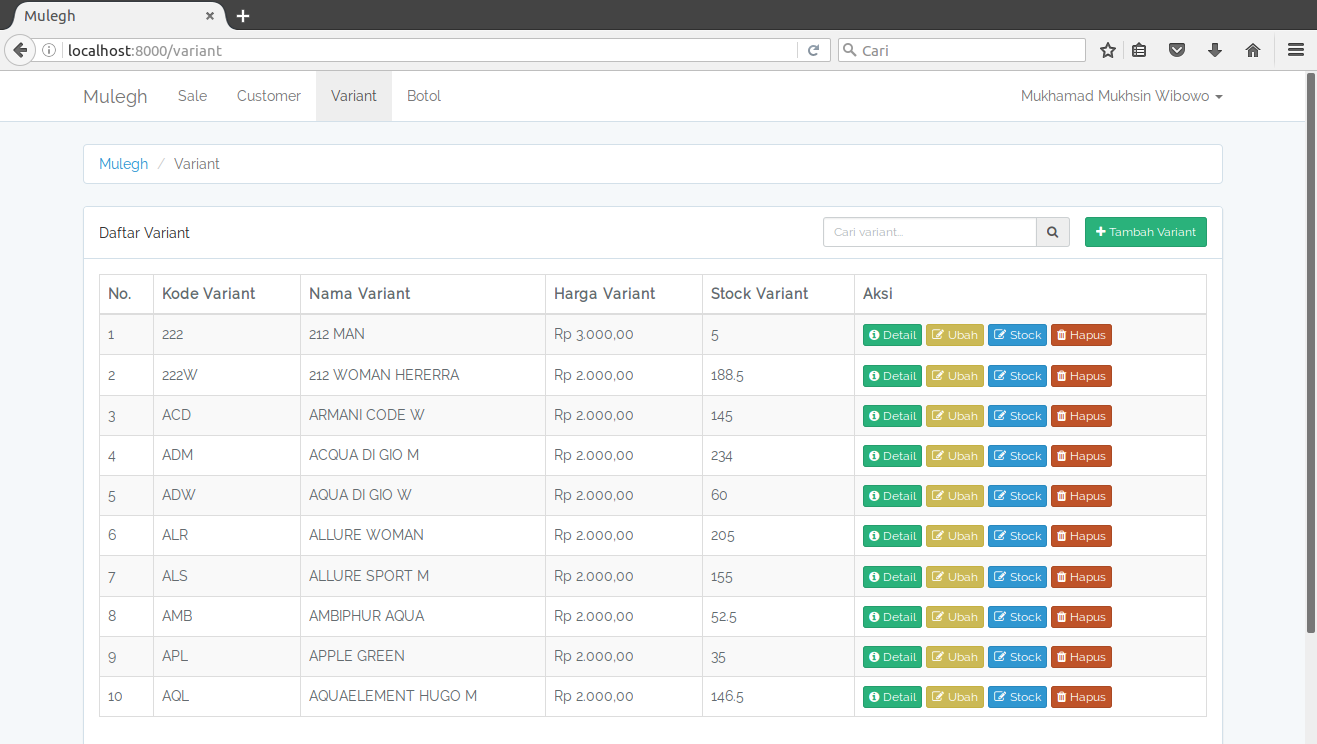 Mulegh
localhost:8000/variant
Cari
Mulegh Sale Customer Variant Botol Mukhamad Mukhsin Wibowo
Mulegh / Variant
Daftar Variant Cari variant... Tambah Variant
No. Kode Variant Nama Variant Harga Variant Stock Variant Aksi
1 222 212 MAN Rp 3.000,00 5 Detail Ubah Stock Hapus
2 222W 212 WOMAN HERERRA Rp 2.000,00 188.5 Detail Ubah Stock Hapus
3 ACD ARMANI CODE W Rp 2.000,00 145 Detail Ubah Stock Hapus
4 ADM ACQUA DI GIO M Rp 2.000,00 234 Detail Ubah Stock Hapus
5 ADW AQUA DI GIO W Rp 2.000,00 60 Detail Ubah Stock Hapus
6 ALR ALLURE WOMAN Rp 2.000,00 205 Detail Ubah Stock Hapus
7 ALS ALLURE SPORT M Rp 2.000,00 155 Detail Ubah Stock Hapus
8 AMB AMBIPHUR AQUA Rp 2.000,00 52.5 Detail Ubah Stock Hapus
9 APL APPLE GREEN Rp 2.000,00 35 Detail Ubah Stock Hapus
10 AQL AQUAELEMENT HUGO M Rp 2.000,00 146.5 Detail Ubah Stock Hapus